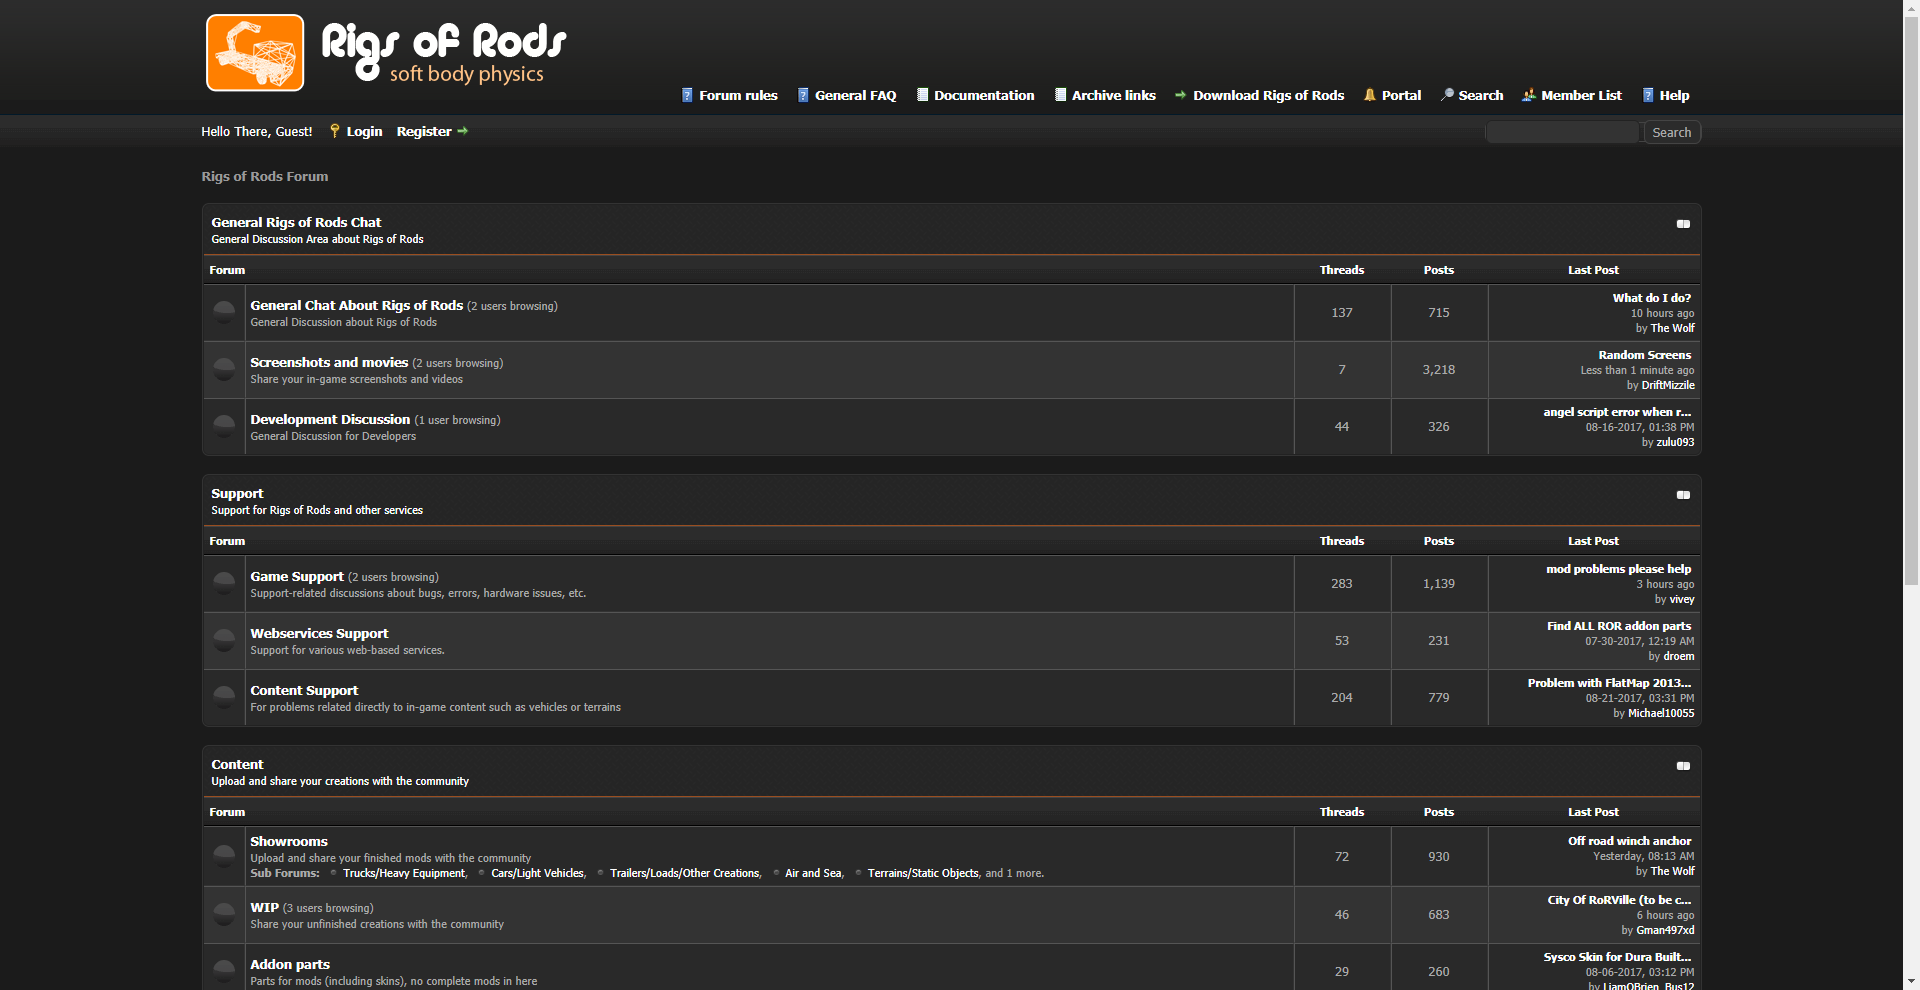 Rigs of Rods
soft body physics
Forum rules General FAQ Documentation Archive links Download Rigs of Rods Portal Search Member List Help
Hello There, Guest! Login Register Search
Rigs of Rods Forum
General Rigs of Rods Chat
General Discussion Area about Rigs of Rods
Forum Threads Posts Last Post
General Chat About Rigs of Rods (2 users browsing)
General Discussion about Rigs of Rods
137 715
What do I do?
10 hours ago
by The Wolf
Screenshots and movies (2 users browsing)
Share your in-game screenshots and videos
7 3,218
Random Screens
Less than 1 minute ago
by DriftMizzile
Development Discussion (1 user browsing)
General Discussion for Developers
44 326
angel script error when r...
08-16-2017, 01:38 PM
by zulu093
Support
Support for Rigs of Rods and other services
Forum Threads Posts Last Post
Game Support (2 users browsing)
Support-related discussions about bugs, errors, hardware issues, etc.
283 1,139
mod problems please help
3 hours ago
by vivey
Webservices Support
Support for various web-based services.
53 231
Find ALL ROR addon parts
07-30-2017, 12:19 AM
by droem
Content Support
For problems related directly to in-game content such as vehicles or terrains
204 779
Problem with FlatMap 2013...
08-21-2017, 03:31 PM
by Michael10055
Content
Upload and share your creations with the community
Forum Threads Posts Last Post
Showrooms
Upload and share your finished mods with the community
Sub Forums: Trucks/Heavy Equipment, Cars/Light Vehicles, Trailers/Loads/Other Creations, Air and Sea, Terrains/Static Objects, and 1 more.
72 930
Off road winch anchor
Yesterday, 08:13 AM
by The Wolf
WIP (3 users browsing)
Share your unfinished creations with the community
46 683
City Of RoRVille (to be c...
6 hours ago
by Gman497xd
Addon parts
Parts for mods (including skins), no complete mods in here
29 260
Sysco Skin for Dura Built...
08-06-2017, 03:12 PM
by LiamOBrien_Bus12